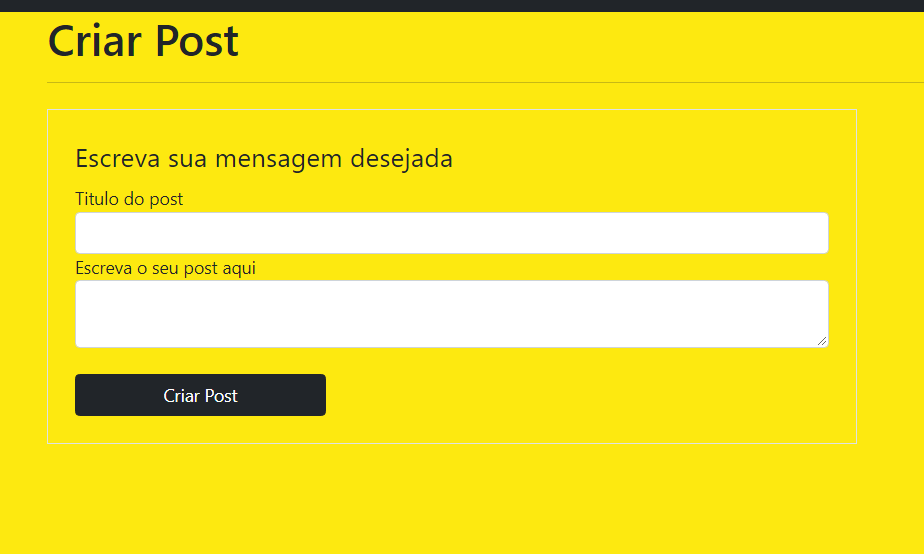 Criar Post
Escreva sua mensagem desejada
Titulo do post
Escreva o seu post aqui
Criar Post